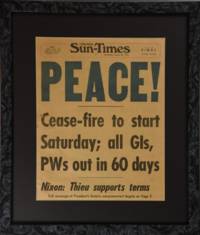 Sun-Times
PEACE!
Cease-fire to start
Saturday; all GIs,
PWs out in 60 days
Nixon: Thieu supports terms